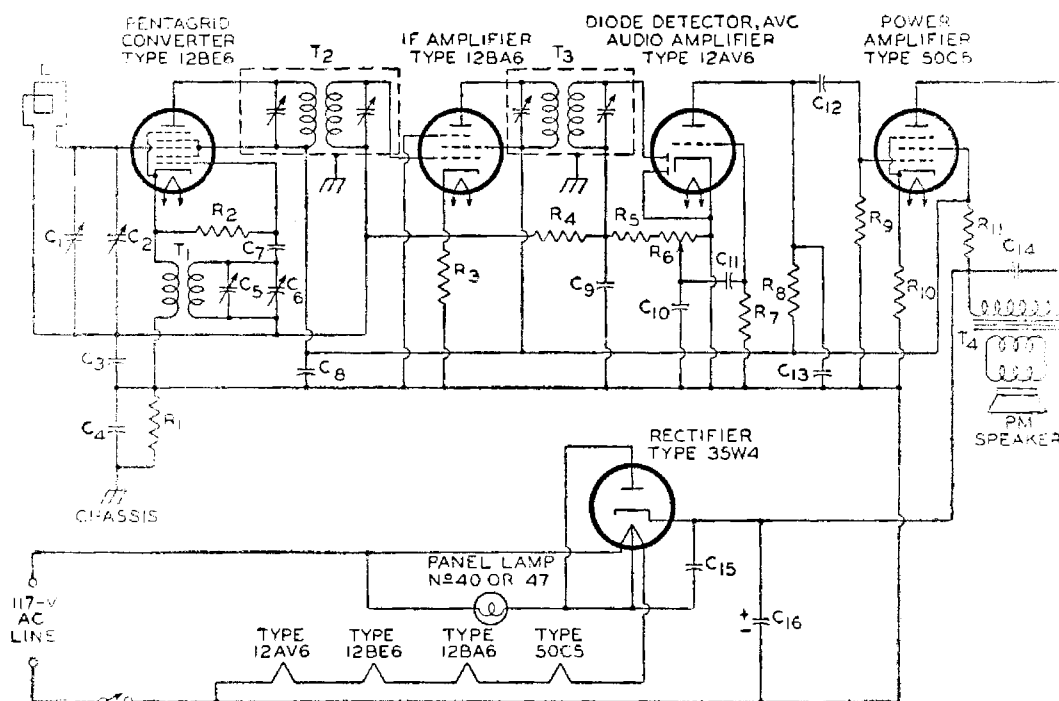 PENTAGRID
CONVERTER
TYPE 12BE6
T2
IF AMPLIFIER
TYPE 12BA6
T3
DIODE DETECTOR, AVC
AUDIO AMPLIFIER
TYPE 12AV6
POWER
AMPLIFIER
TYPE 50C5
L
C12
C1
C2
R2
C7
T1
C5
C6
R3
R4
R5
R6
C9
C10
C11
R7
R8
R9
R10
R11
C14
T4
C3
C8
C13
C4
R1
PM
SPEAKER
RECTIFIER
TYPE 35W4
CHASSIS
PANEL LAMP
Nº40 OR 47
C15
C16
+
-
117-V
AC
LINE
TYPE
12AV6
TYPE
12BE6
TYPE
12BA6
TYPE
50C5